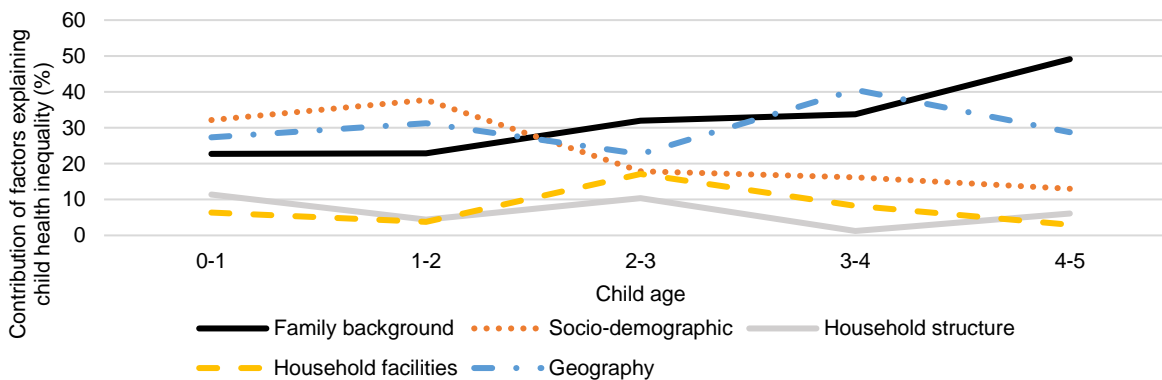 Contribution of factors explaining
child health inequality (%)
60
50
40
30
20
10
0
0-1 1-2 2-3 3-4 4-5
Child age
Family background Socio-demographic Household structure
Household facilities Geography